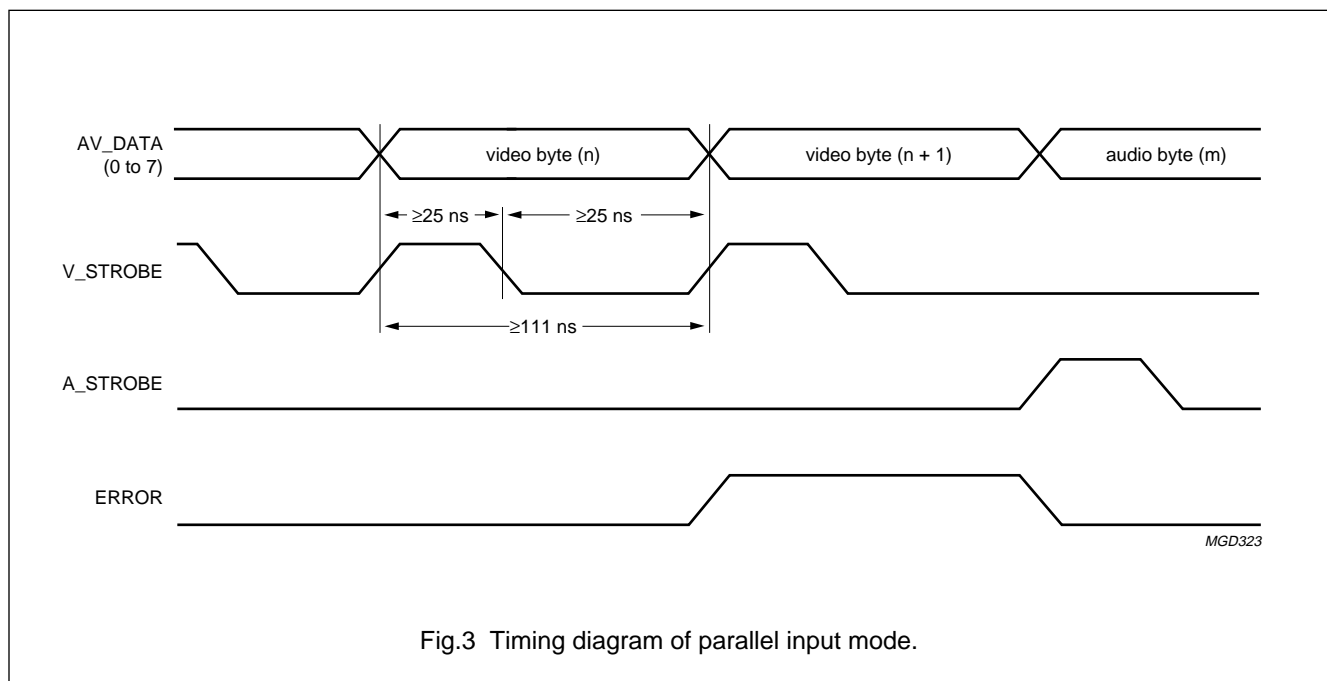 AV_DATA
(0 to 7)
video byte (n)
video byte (n + 1)
audio byte (m)
≥25 ns
≥25 ns
V_STROBE
≥111 ns
A_STROBE
ERROR
MGD323
Fig.3 Timing diagram of parallel input mode.